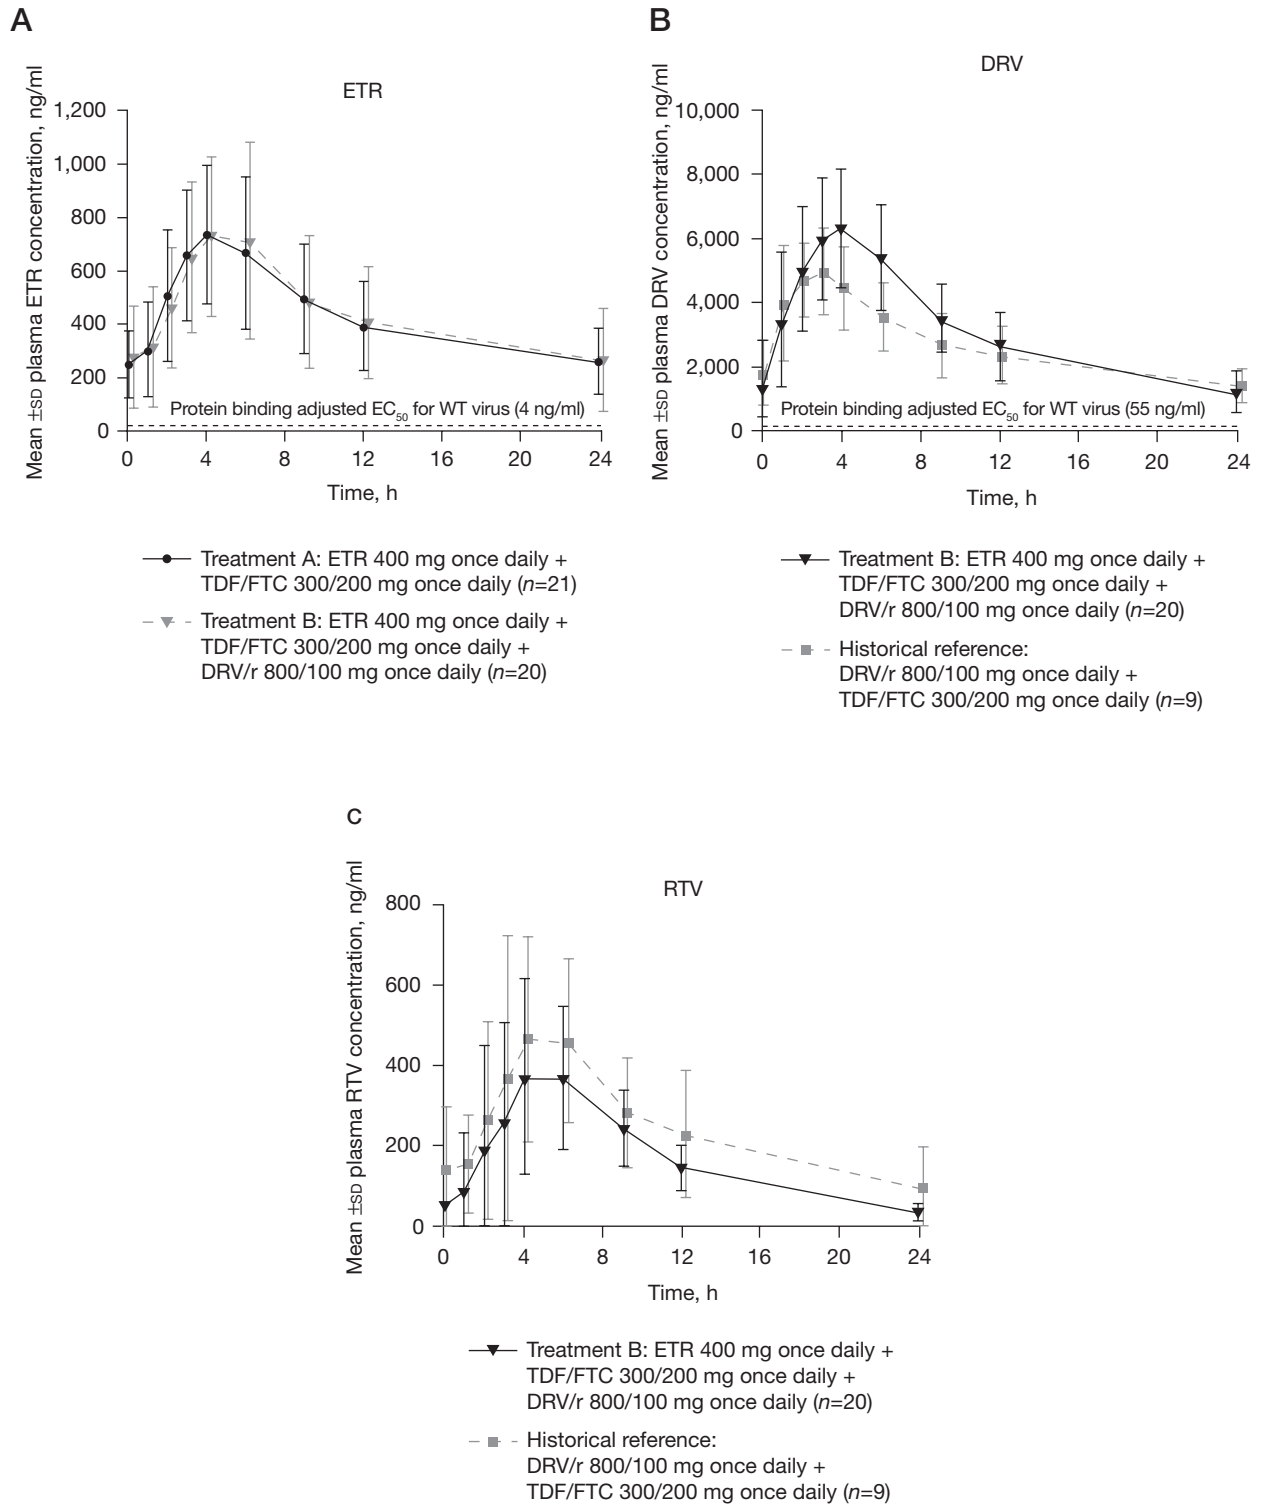 A
ETR
Mean ±SD plasma ETR concentration, ng/ml
1,200
1,000
800
600
400
200
0
Protein binding adjusted EC50 for WT virus (4 ng/ml)
0 4 8 12 16 20 24
Time, h
Treatment A: ETR 400 mg once daily +
TDF/FTC 300/200 mg once daily (n=21)
Treatment B: ETR 400 mg once daily +
TDF/FTC 300/200 mg once daily +
DRV/r 800/100 mg once daily (n=20)
B
DRV
Mean ±SD plasma DRV concentration, ng/ml
10,000
8,000
6,000
4,000
2,000
0
Protein binding adjusted EC50 for WT virus (55 ng/ml)
0 4 8 12 16 20 24
Time, h
Treatment B: ETR 400 mg once daily +
TDF/FTC 300/200 mg once daily +
DRV/r 800/100 mg once daily (n=20)
Historical reference:
DRV/r 800/100 mg once daily +
TDF/FTC 300/200 mg once daily (n=9)
C
RTV
Mean ±SD plasma RTV concentration, ng/ml
800
600
400
200
0
0 4 8 12 16 20 24
Time, h
Treatment B: ETR 400 mg once daily +
TDF/FTC 300/200 mg once daily +
DRV/r 800/100 mg once daily (n=20)
Historical reference:
DRV/r 800/100 mg once daily +
TDF/FTC 300/200 mg once daily (n=9)